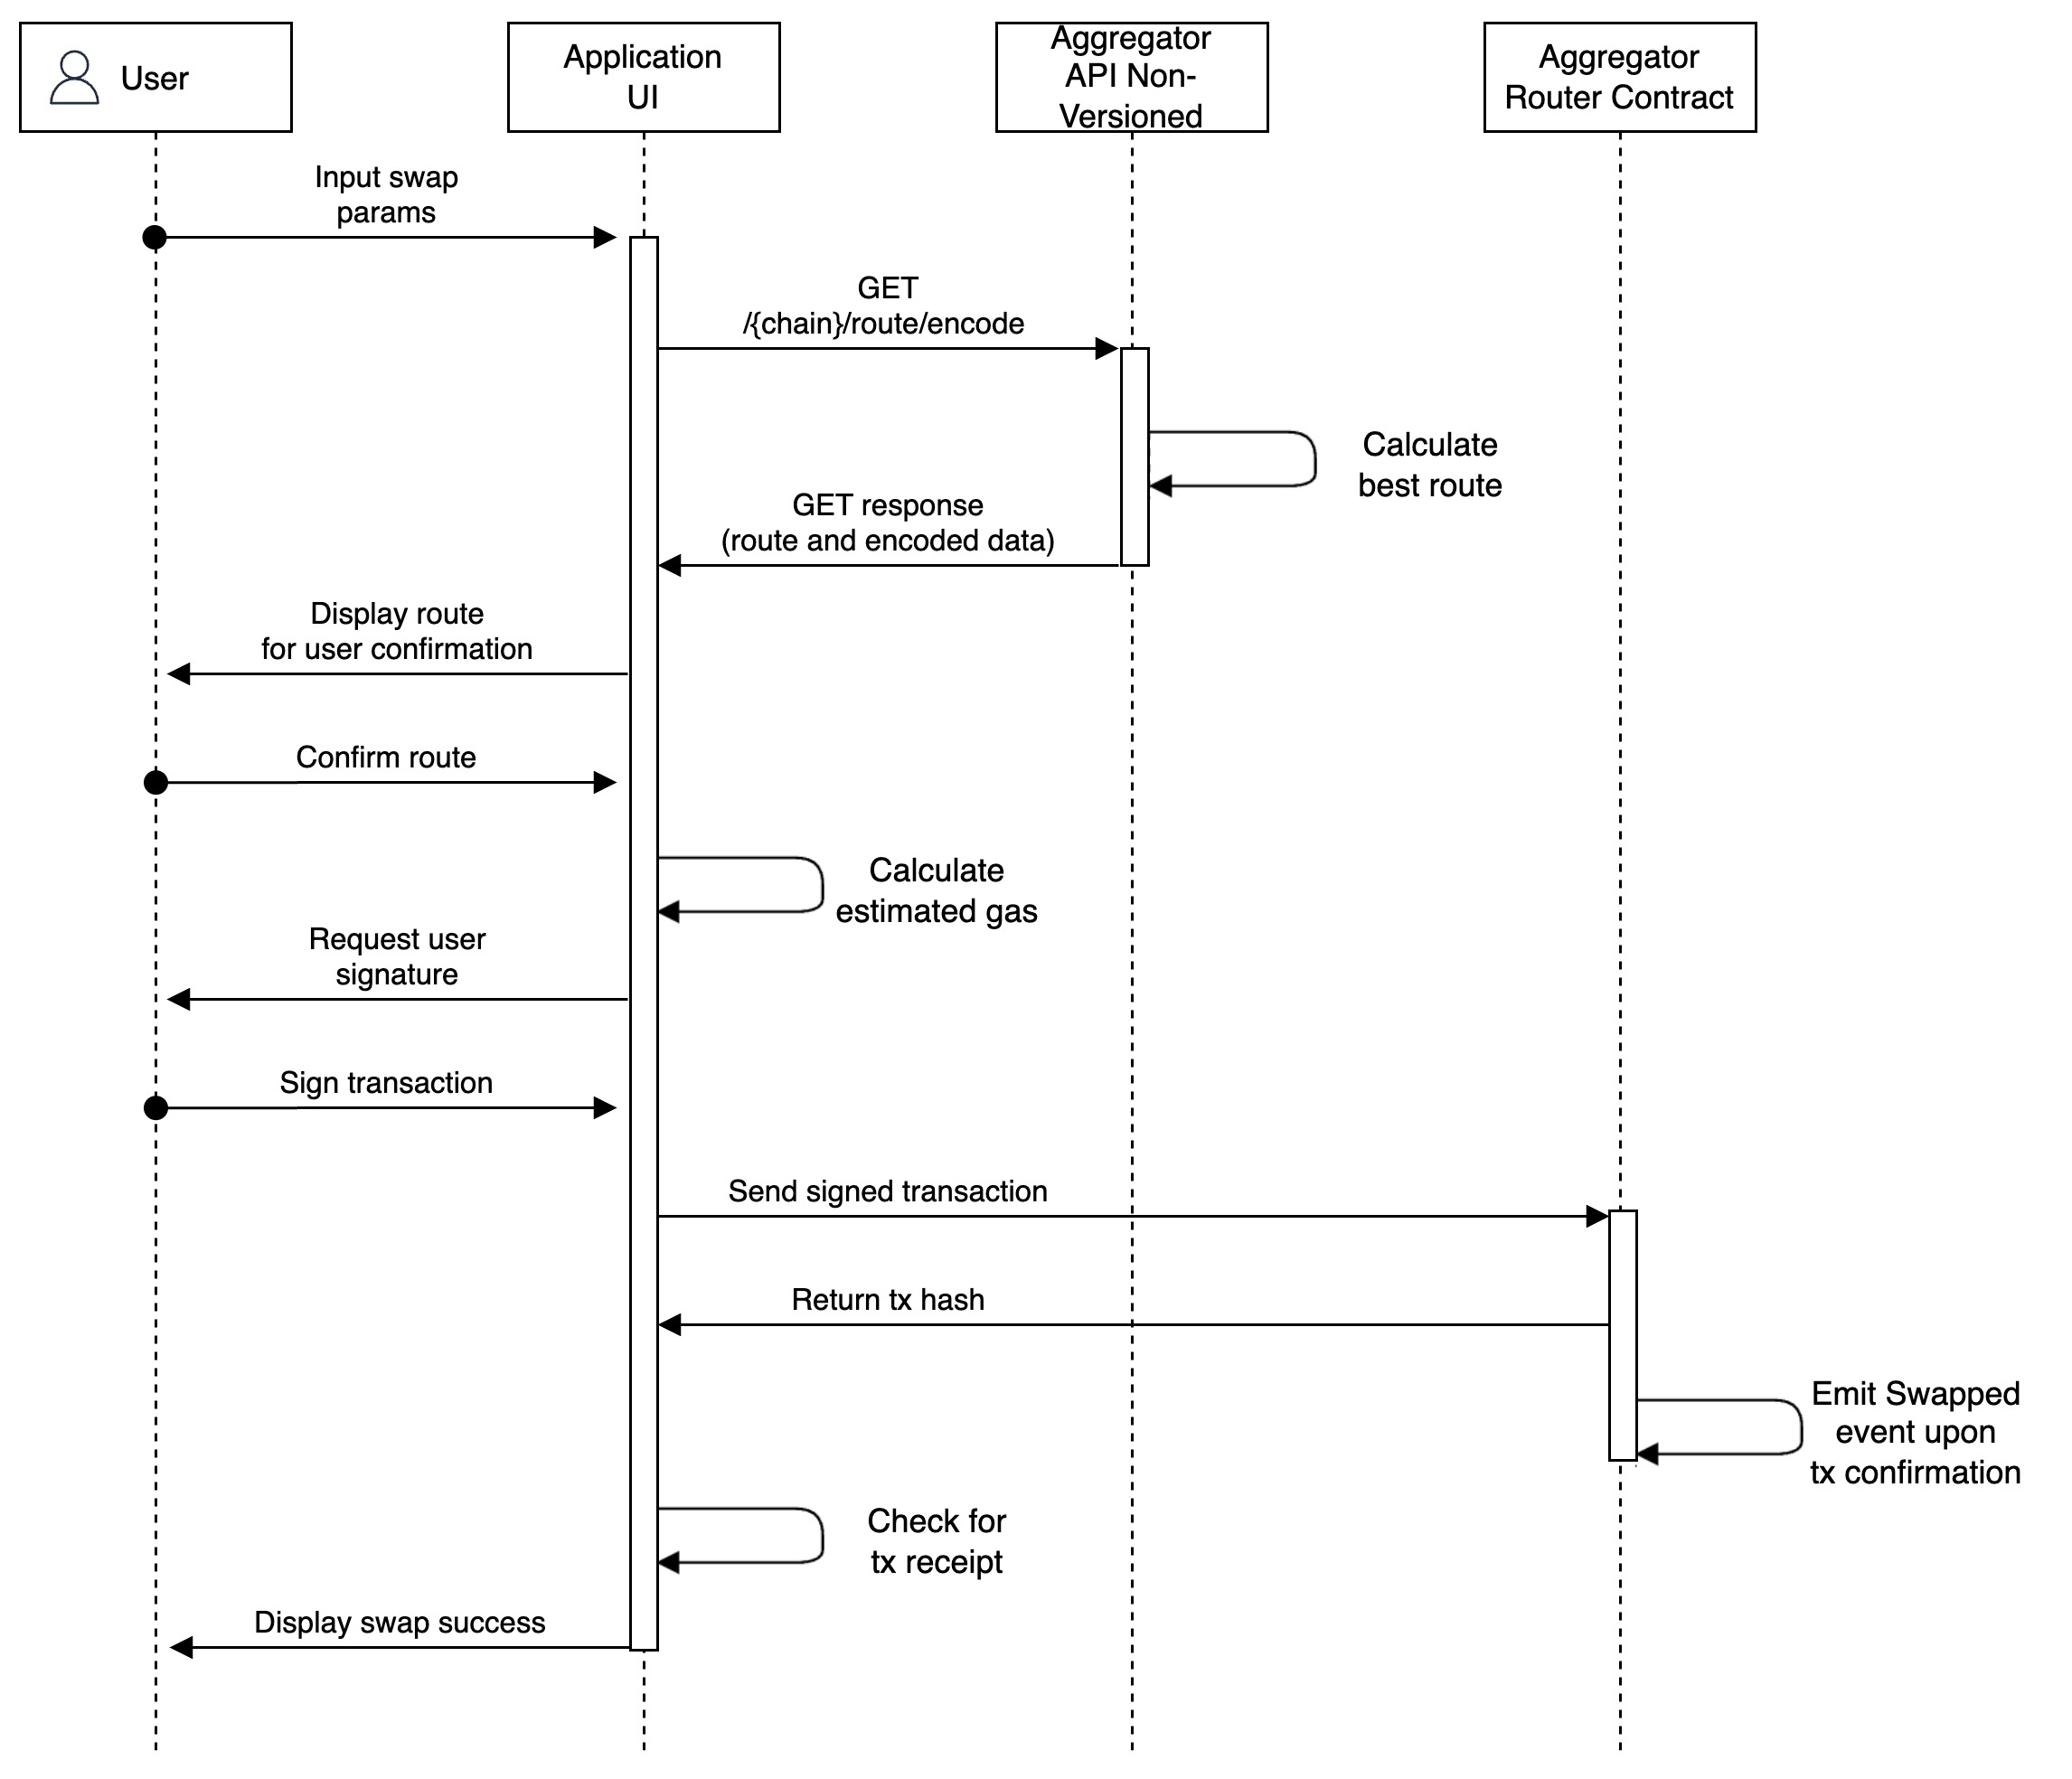 User
Application
UI
Aggregator
API Non-
Versioned
Aggregator
Router Contract
Input swap
params
GET
/{chain}/route/encode
Calculate
best route
GET response
(route and encoded data)
Display route
for user confirmation
Confirm route
Calculate
estimated gas
Request user
signature
Sign transaction
Send signed transaction
Return tx hash
Emit Swapped
event upon
tx confirmation
Check for
tx receipt
Display swap success